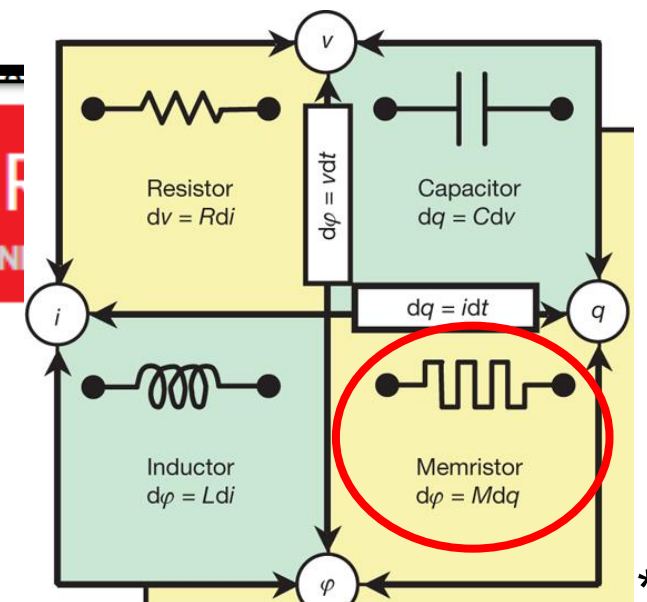 v
Resistor
dv = Rdi
dφ = vdt
Capacitor
dq = Cdv
i
dq = idt
q
Inductor
dφ = Ldi
Memristor
dφ = Mdq
φ
*